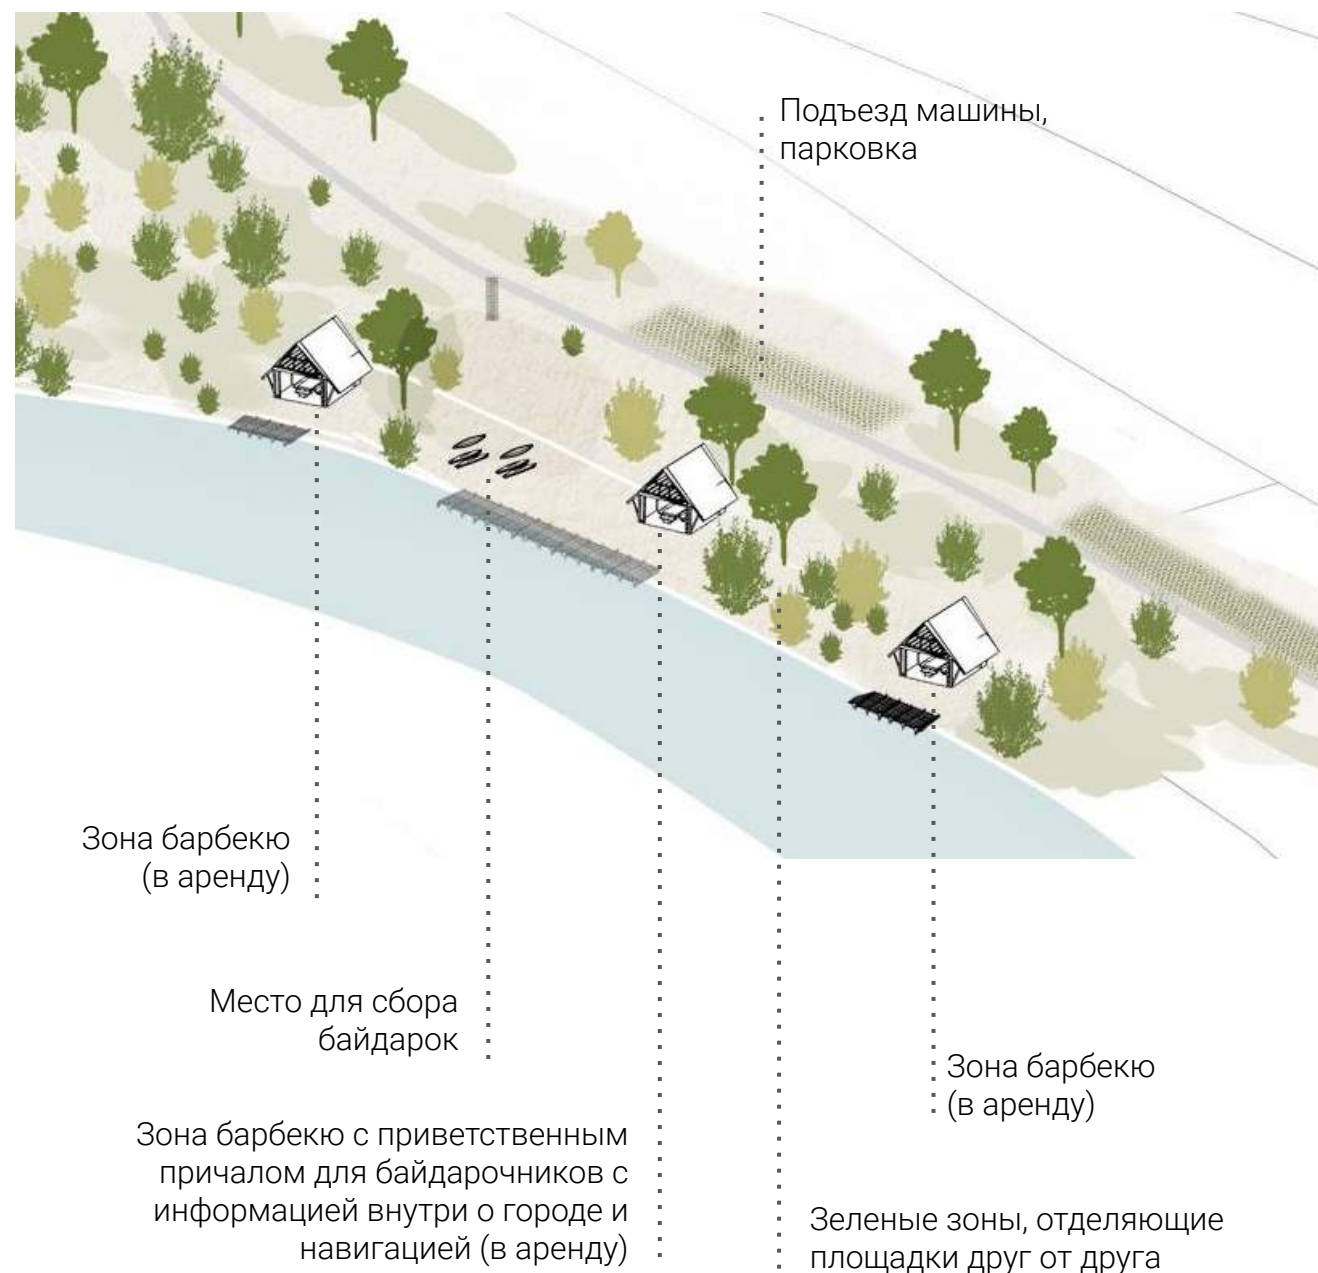 Подъезд машины,
парковка
Зона барбекю
(в аренду)
Место для сбора
байдарок
Зона барбекю
(в аренду)
Зона барбекю с приветственным
причалом для байдарочников с
информацией внутри о городе и
навигацией (в аренду)
Зеленые зоны, отделяющие
площадки друг от друга